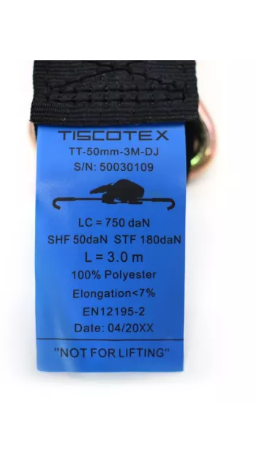 TISCOTEX
TT-50mm-3M-DJ
S/N: 50030109
LC = 750 daN
SHF 50daN STF 180daN
L = 3.0 m
100% Polyester
Elongation<7%
EN12195-2
Date: 04/20XX
"NOT FOR LIFTING"